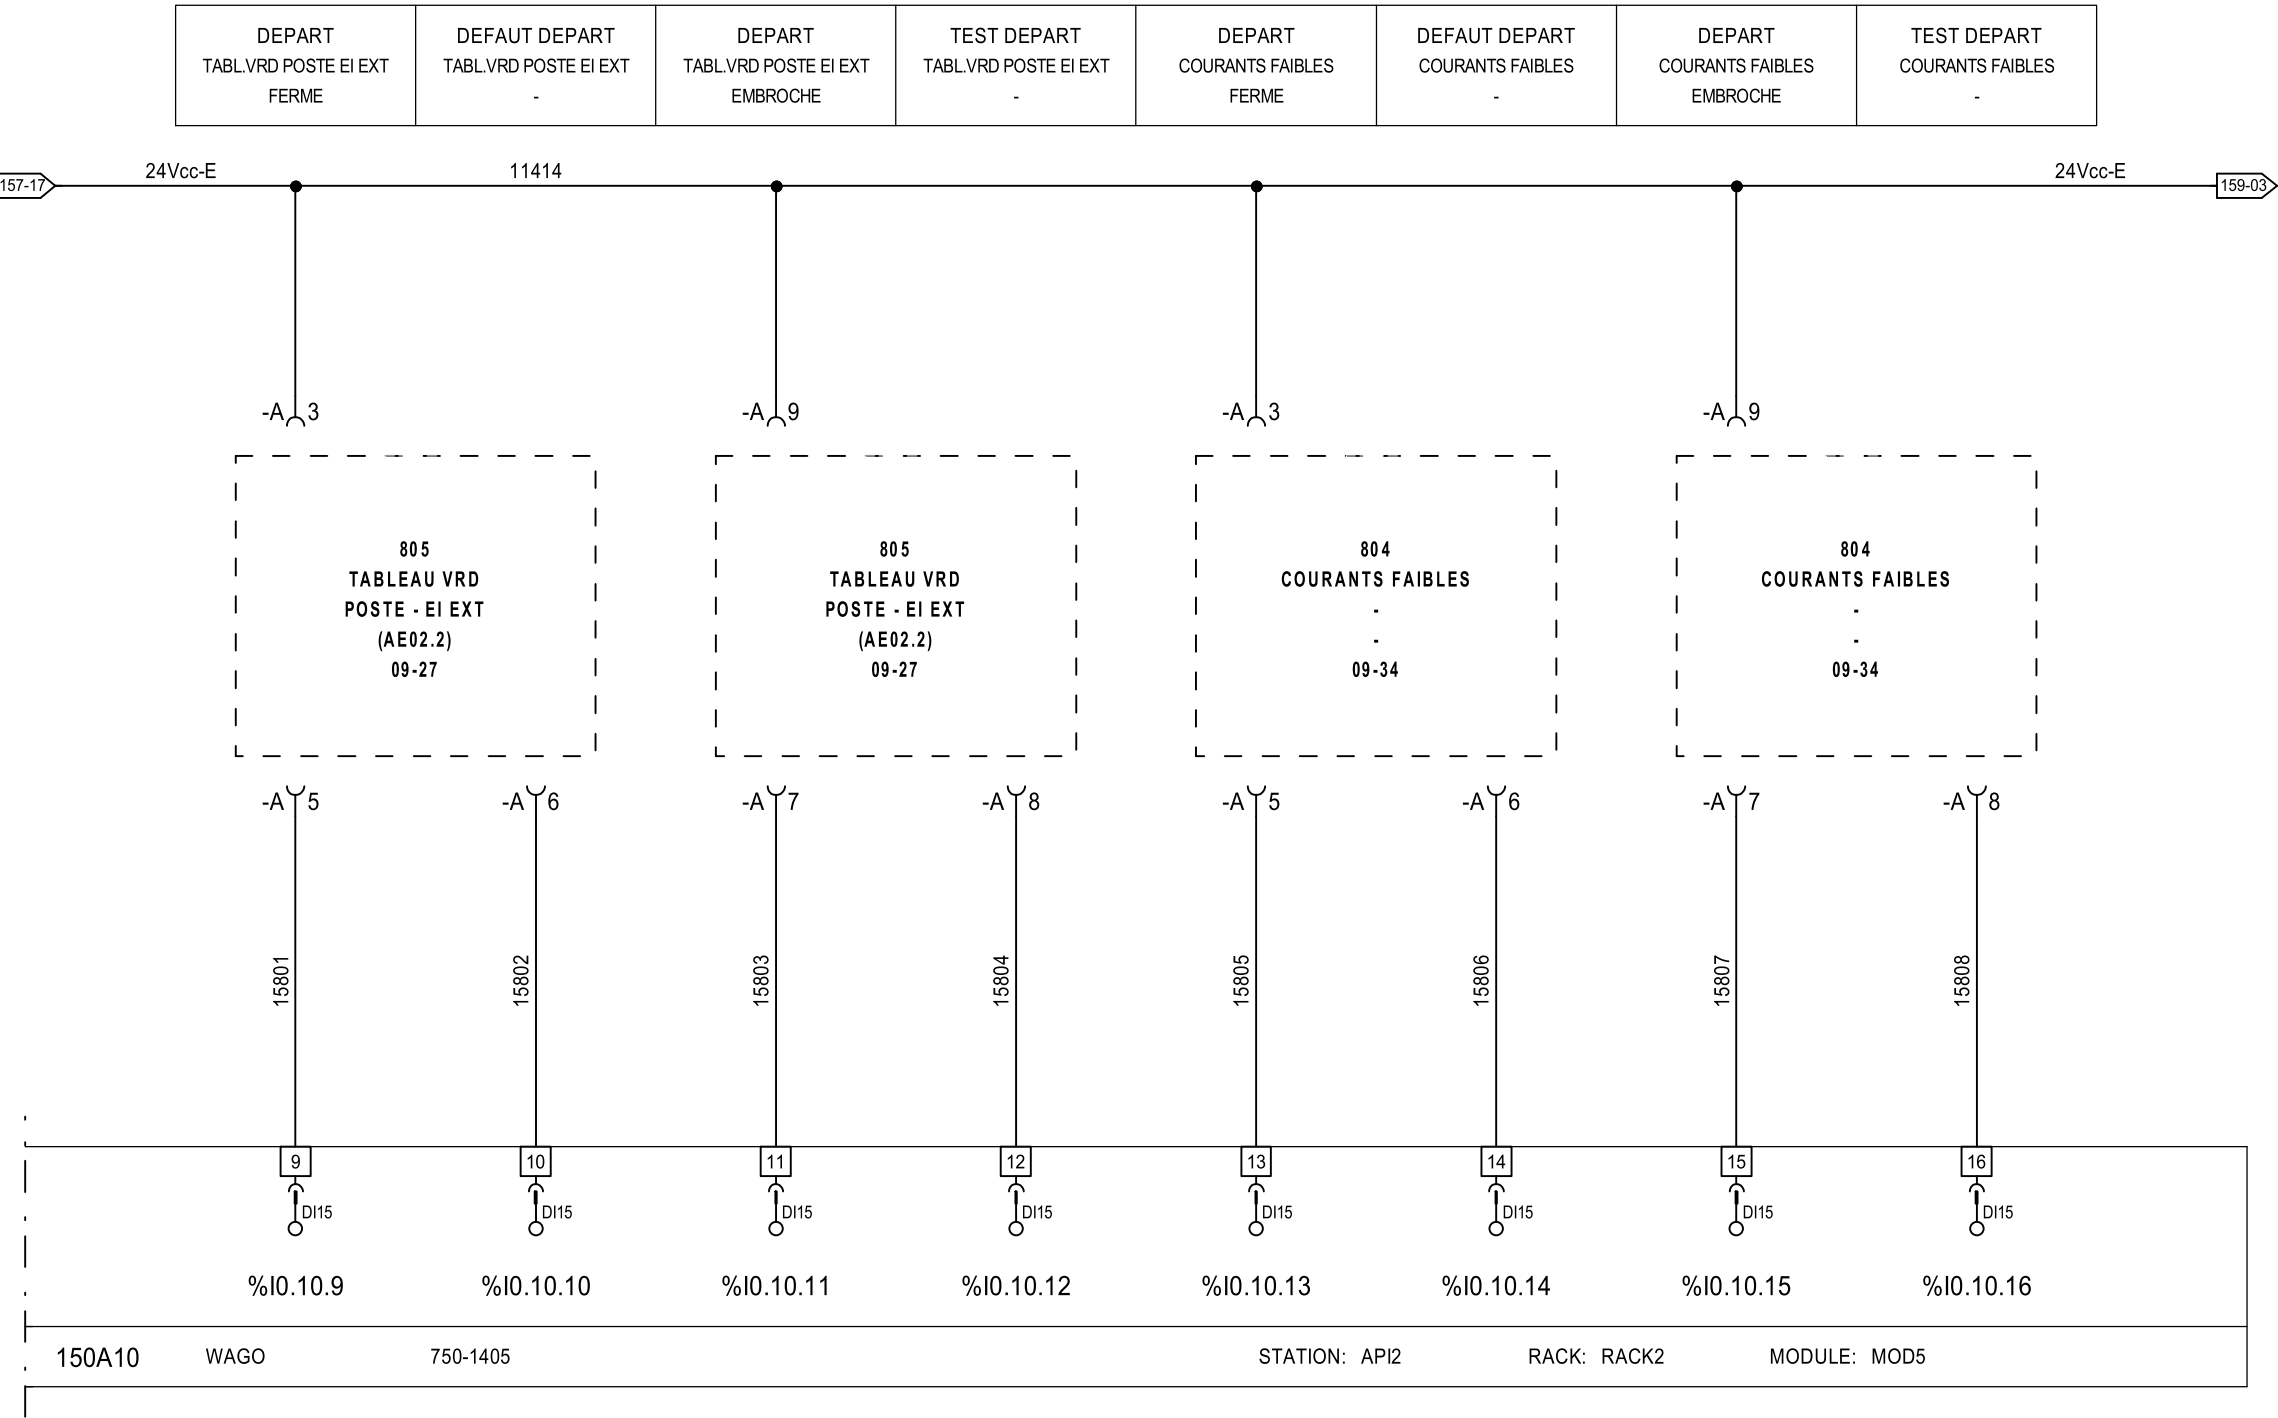 DEPART
TABL.VRD POSTE EI EXT
FERME
DEFAUT DEPART
TABL.VRD POSTE EI EXT
-
DEPART
TABL.VRD POSTE EI EXT
EMBROCHE
TEST DEPART
TABL.VRD POSTE EI EXT
-
DEPART
COURANTS FAIBLES
FERME
DEFAUT DEPART
COURANTS FAIBLES
-
DEPART
COURANTS FAIBLES
EMBROCHE
TEST DEPART
COURANTS FAIBLES
-
157-17
24Vcc-E
11414
24Vcc-E
159-03
-A 3
-A 9
-A 3
-A 9
805
TABLEAU VRD
POSTE - EI EXT
(AE02.2)
09-27
805
TABLEAU VRD
POSTE - EI EXT
(AE02.2)
09-27
804
COURANTS FAIBLES
-
-
09-34
804
COURANTS FAIBLES
-
-
09-34
-A 5
-A 6
-A 7
-A 8
-A 5
-A 6
-A 7
-A 8
15801
15802
15803
15804
15805
15806
15807
15808
9
10
11
12
13
14
15
16
DI15
DI15
DI15
DI15
DI15
DI15
DI15
DI15
%I0.10.9
%I0.10.10
%I0.10.11
%I0.10.12
%I0.10.13
%I0.10.14
%I0.10.15
%I0.10.16
150A10 WAGO 750-1405 STATION: API2 RACK: RACK2 MODULE: MOD5